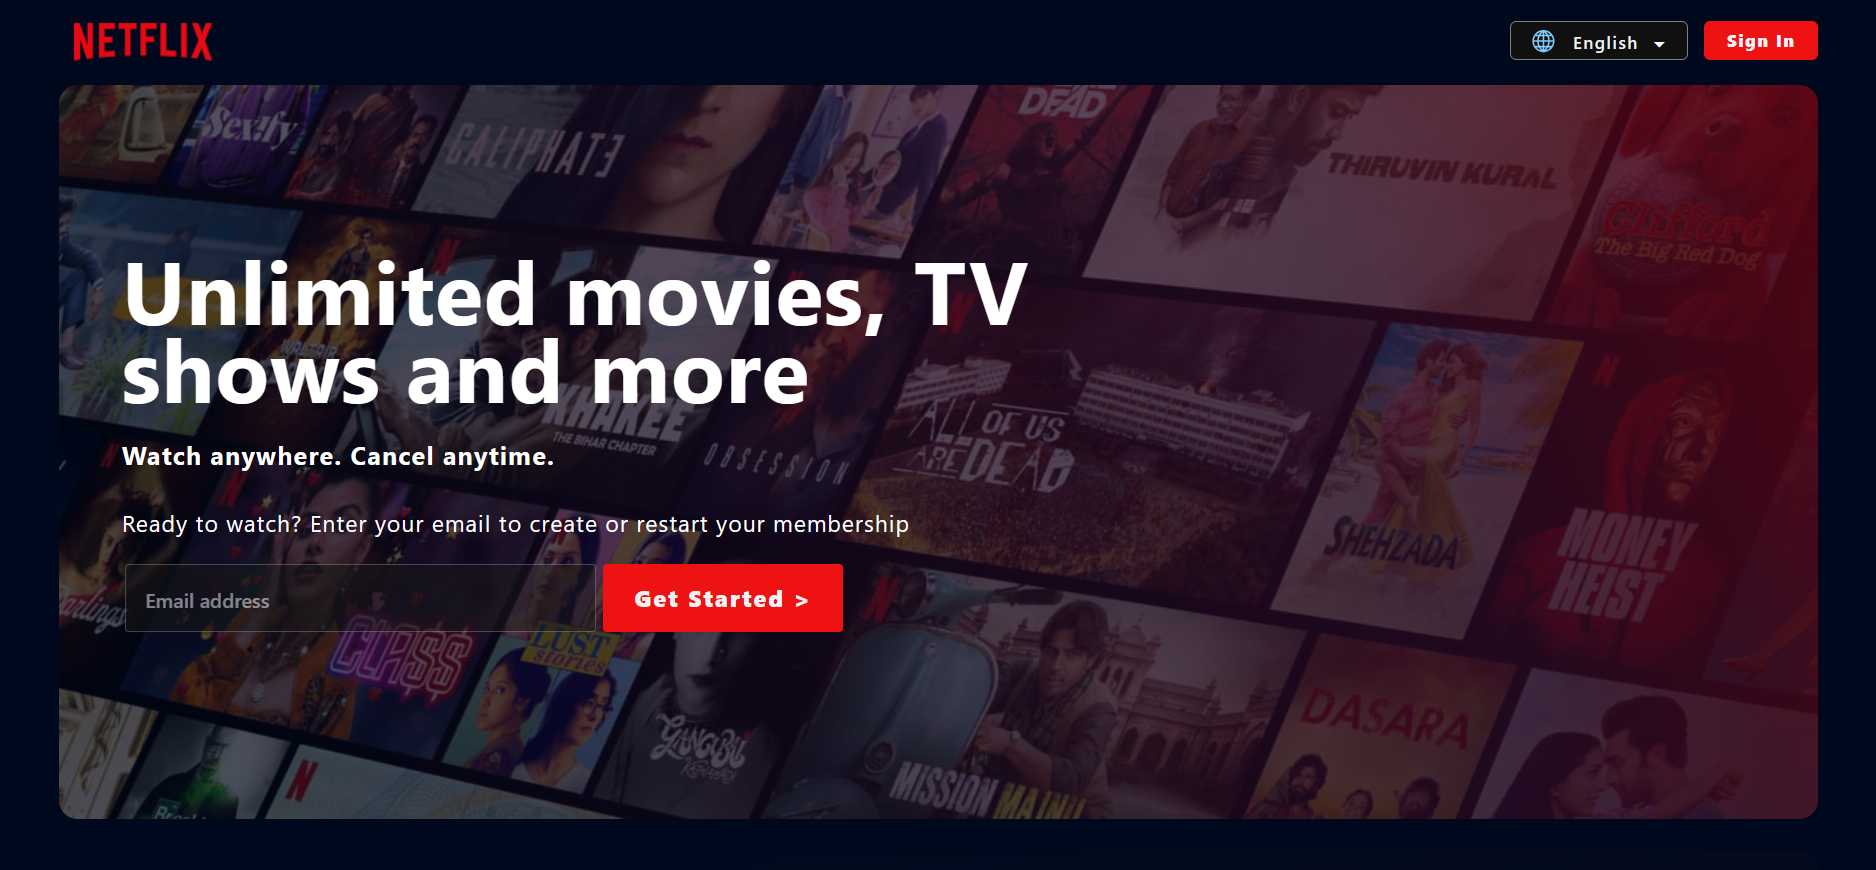 NETFLIX
English
Sign In
Sex!fy
CALIPHATE
DEAD
THIRUVIN KURAL
Clifford
The Big Red Dog
Unlimited movies, TV
shows and more
WALTAIR
KHAKEE
THE BIHAR CHAPTER
OBSESSION
ALL OF US
ARE DEAD
SHEHZADA
MONEY
HEIST
Watch anywhere. Cancel anytime.
Ready to watch? Enter your email to create or restart your membership
Email address
Get Started >
Darlings
CLASS
LUST
stories
GANGUBAI
DASARA
MISSION
MAJNU